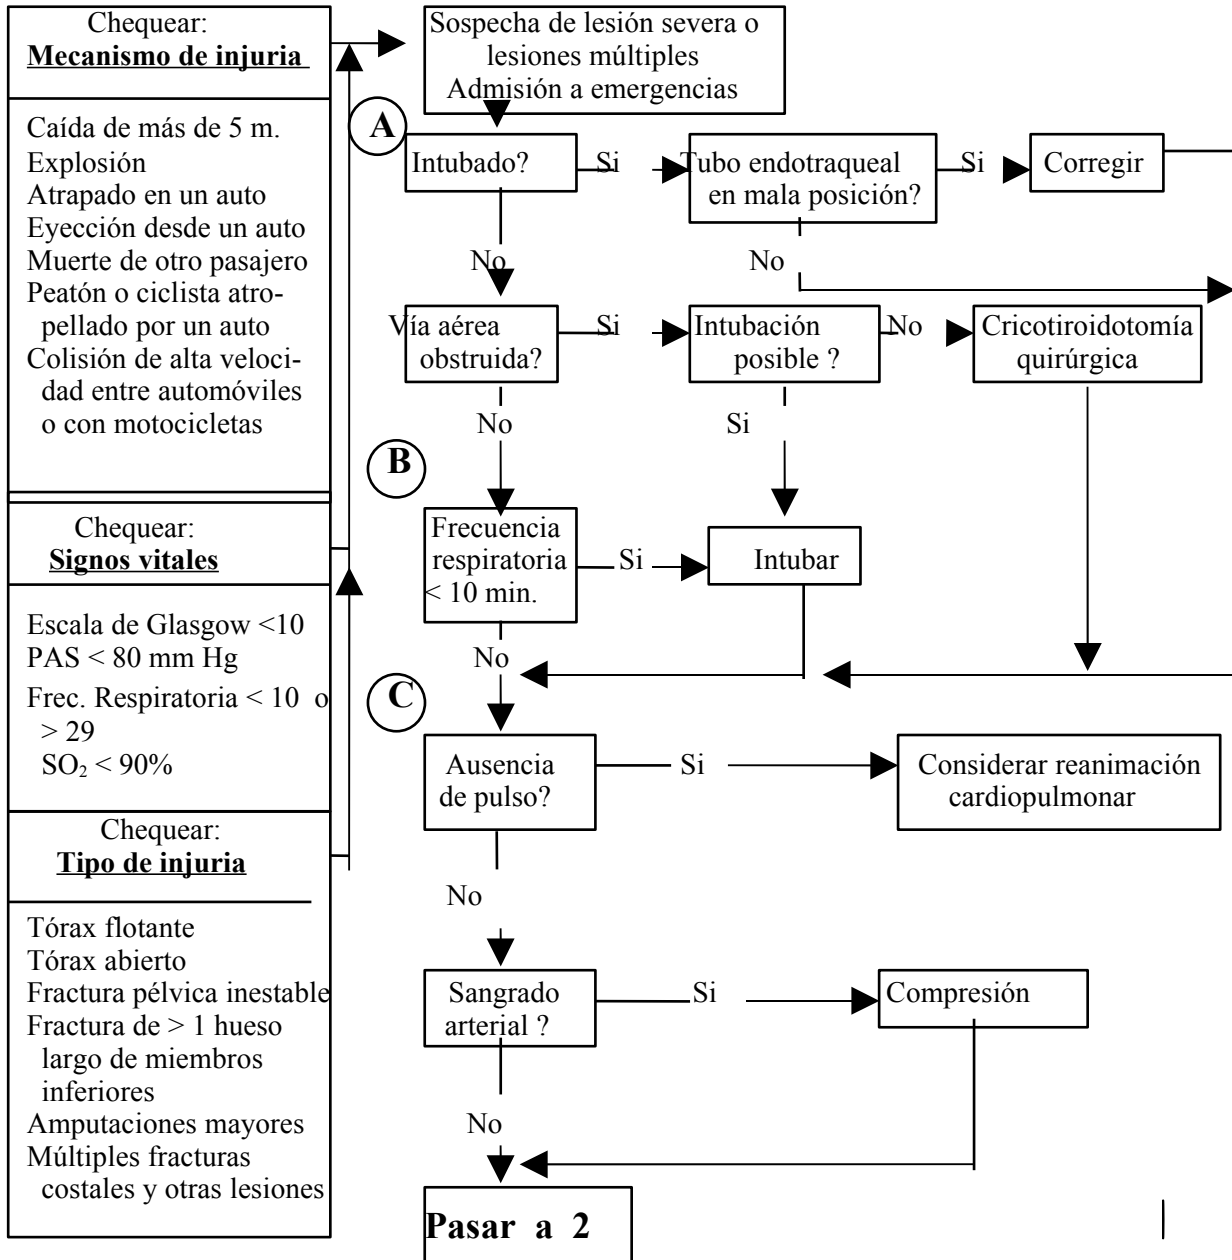 Chequear:
Mecanismo de injuria
Caída de más de 5 m.
Explosión
Atrapado en un auto
Eyección desde un auto
Muerte de otro pasajero
Peatón o ciclista atro-
pellado por un auto
Colisión de alta veloci-
dad entre automóviles
o con motocicletas
Chequear:
Signos vitales
Escala de Glasgow <10
PAS < 80 mm Hg
Frec. Respiratoria < 10 o
> 29
SO₂ < 90%
Chequear:
Tipo de injuria
Tórax flotante
Tórax abierto
Fractura pélvica inestable
Fractura de > 1 hueso
largo de miembros
inferiores
Amputaciones mayores
Múltiples fracturas
costales y otras lesiones
Sospecha de lesión severa o
lesiones múltiples
Admisión a emergencias
A
Intubado?
Si
Tubo endotraqueal
en mala posición?
Si
Corregir
No
No
Vía aérea
obstruida?
Si
Intubación
posible ?
No
Cricotiroidotomía
quirúrgica
No
Si
B
Frecuencia
respiratoria
< 10 min.
Si
Intubar
No
C
Ausencia
de pulso?
Si
Considerar reanimación
cardiopulmonar
No
Sangrado
arterial ?
Si
Compresión
No
Pasar a 2